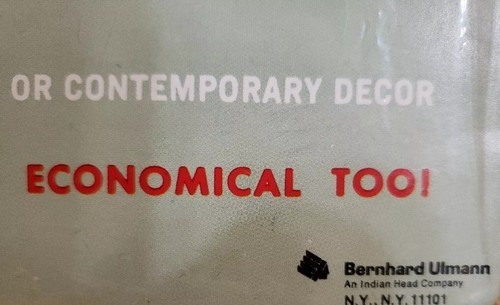 OR CONTEMPORARY DECOR
ECONOMICAL TOO!
Bernhard Ulmann
An Indian Head Company
N.Y., N.Y. 11101